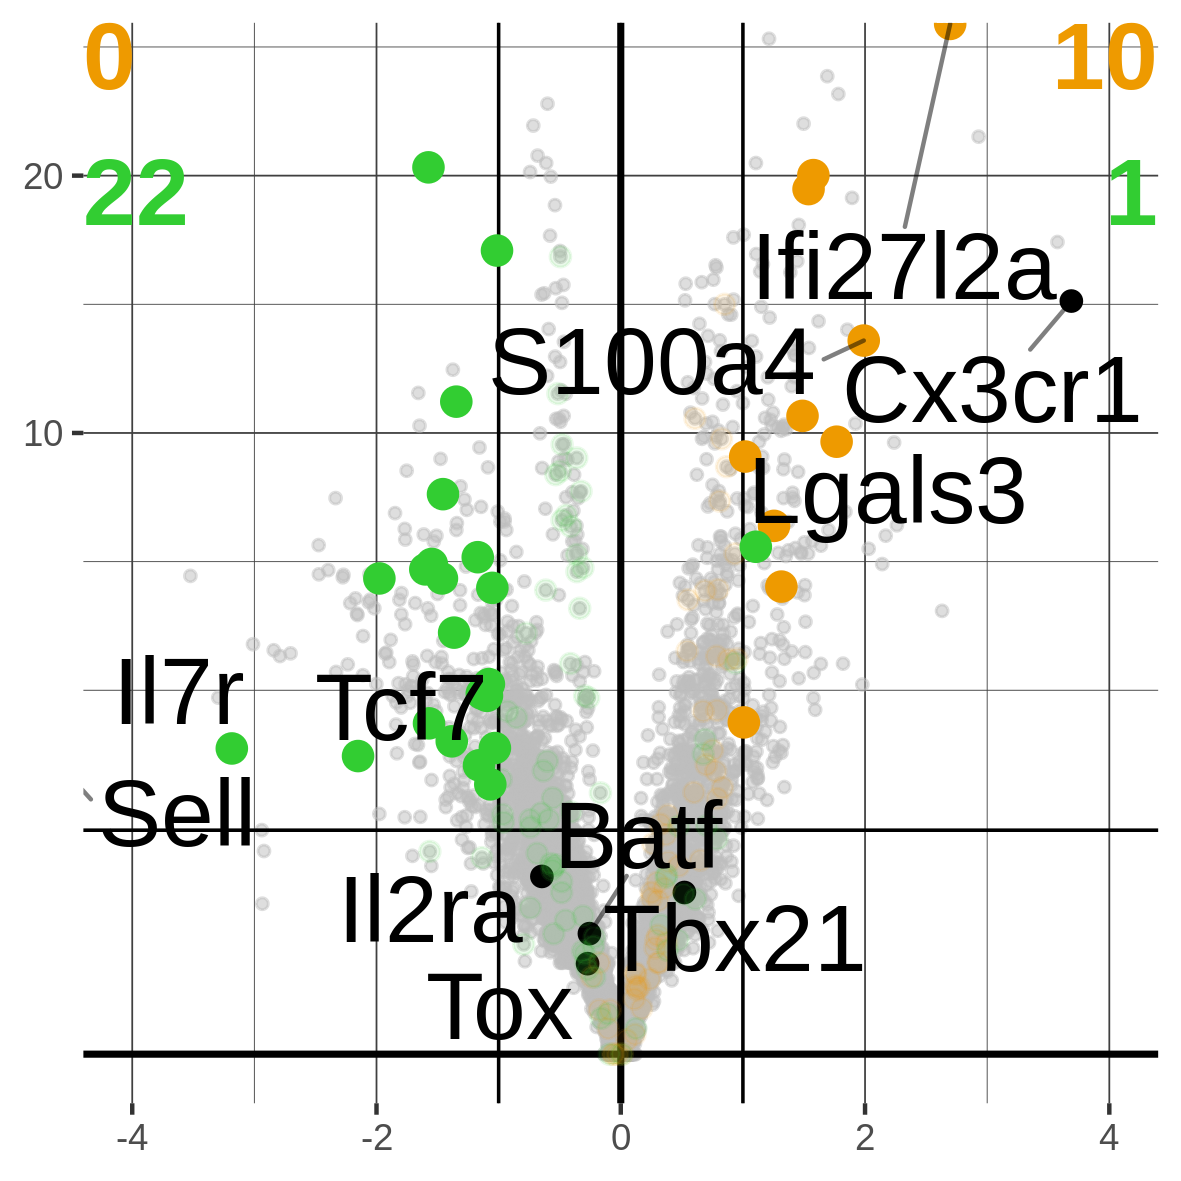 0 10
20 22 1
Ifi27l2a
S100a4
Cx3cr1
10
Lgals3
Il7r
Tcf7
Sell
Batf
Il2ra
Tbx21
Tox
-4 -2 0 2 4